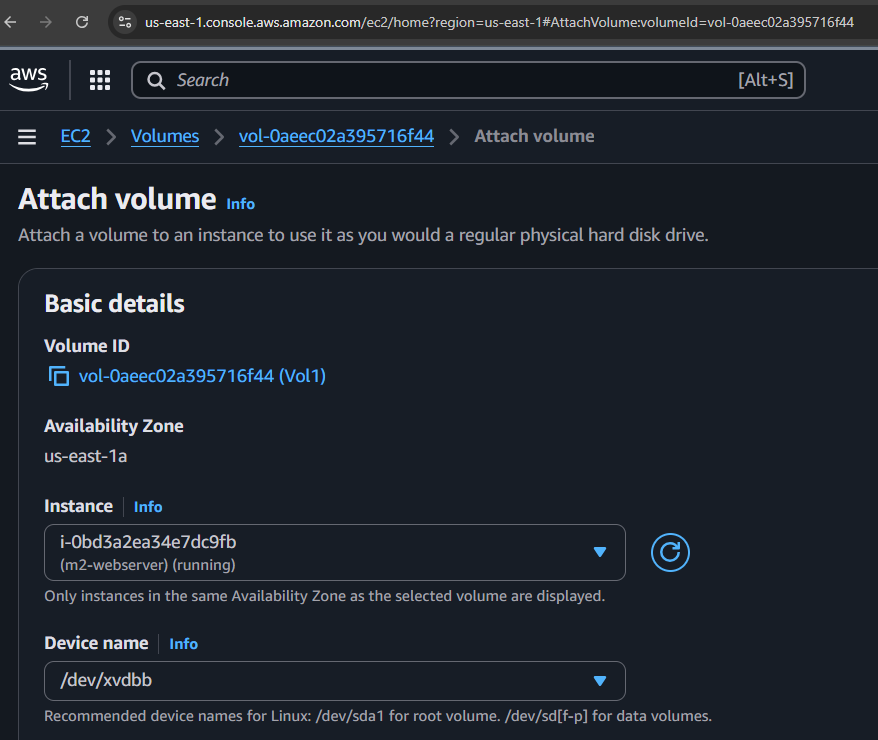 us-east-1.console.aws.amazon.com/ec2/home?region=us-east-1#AttachVolume:volumeId=vol-0aeec02a395716f44
aws
Search [Alt+S]
EC2 > Volumes > vol-0aeec02a395716f44 > Attach volume
Attach volume Info
Attach a volume to an instance to use it as you would a regular physical hard disk drive.
Basic details
Volume ID
vol-0aeec02a395716f44 (Vol1)
Availability Zone
us-east-1a
Instance | Info
i-0bd3a2ea34e7dc9fb
(m2-webserver) (running)
Only instances in the same Availability Zone as the selected volume are displayed.
Device name | Info
/dev/xvdbb
Recommended device names for Linux: /dev/sda1 for root volume. /dev/sd[f-p] for data volumes.